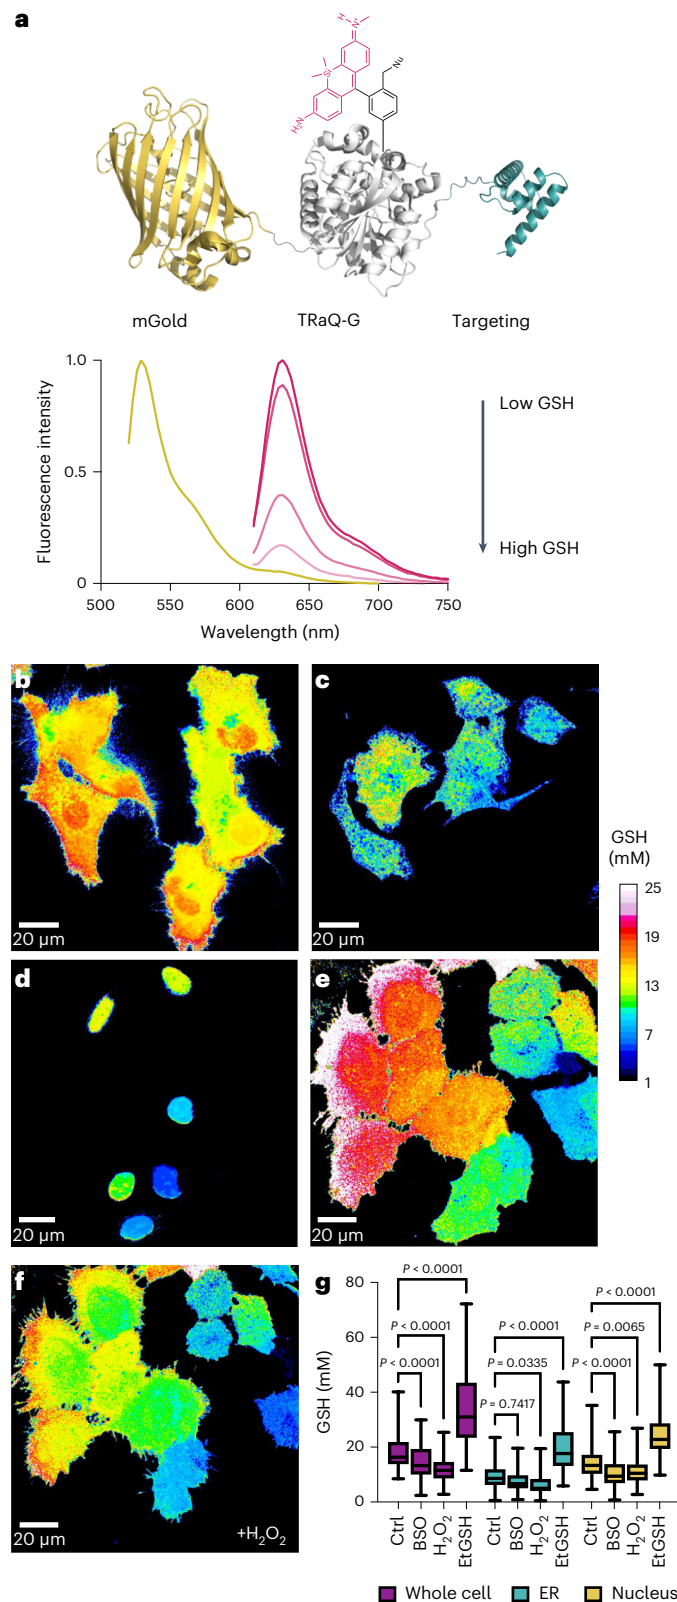 a
H
N⁺
Si
Nu
H₂N
mGold TRaQ-G Targeting
1.0
0.5
0
Fluorescence intensity
500 550 600 650 700 750
Wavelength (nm)
Low GSH
High GSH
b
20 μm
c
20 μm
GSH
(mM)
25
19
13
7
1
d
20 μm
e
20 μm
f
20 μm
+H₂O₂
g
80
60
40
20
0
GSH (mM)
P < 0.0001
P < 0.0001
P < 0.0001
P < 0.0001
P = 0.0335
P = 0.7417
P < 0.0001
P = 0.0065
P < 0.0001
Ctrl BSO H₂O₂ EtGSH Ctrl BSO H₂O₂ EtGSH Ctrl BSO H₂O₂ EtGSH
Whole cell ER Nucleus